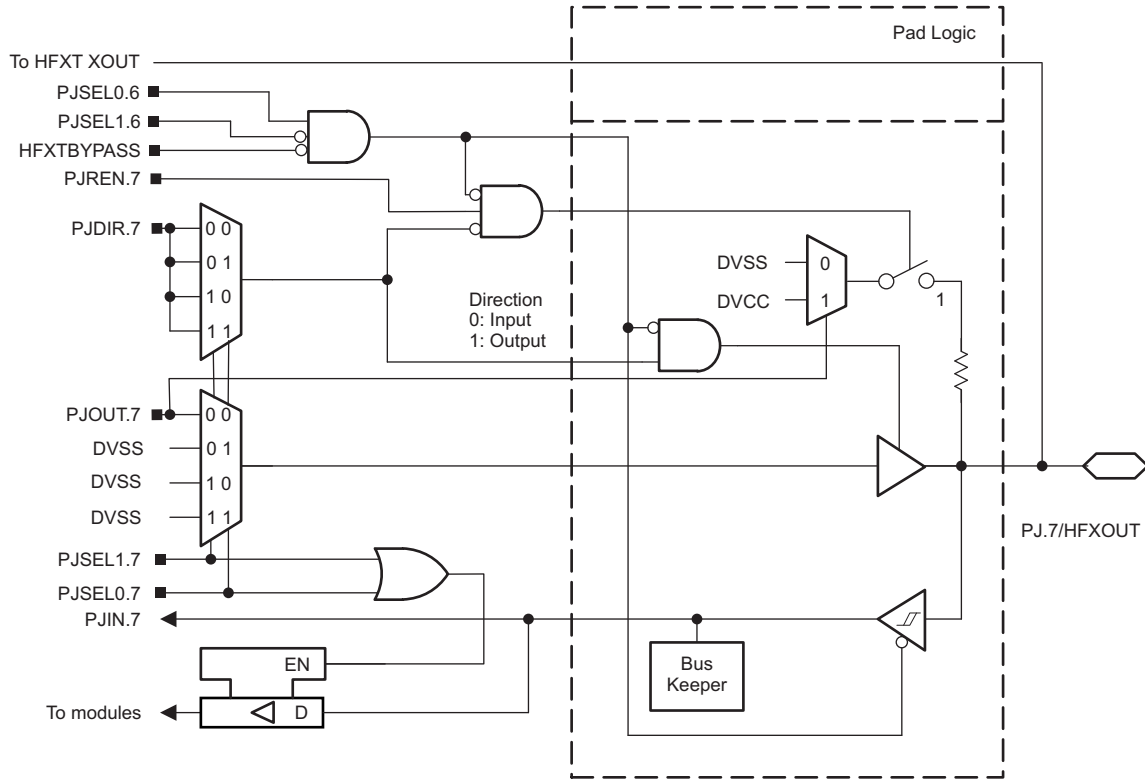 Pad Logic
To HFXT XOUT
PJSEL0.6
PJSEL1.6
HFXTBYPASS
PJREN.7
PJDIR.7
0 0
0 1
1 0
1 1
Direction
0: Input
1: Output
DVSS
0
DVCC
1
1
PJOUT.7
0 0
DVSS
0 1
DVSS
1 0
DVSS
1 1
PJ.7/HFXOUT
PJSEL1.7
PJSEL0.7
PJIN.7
EN
Bus
Keeper
To modules
D